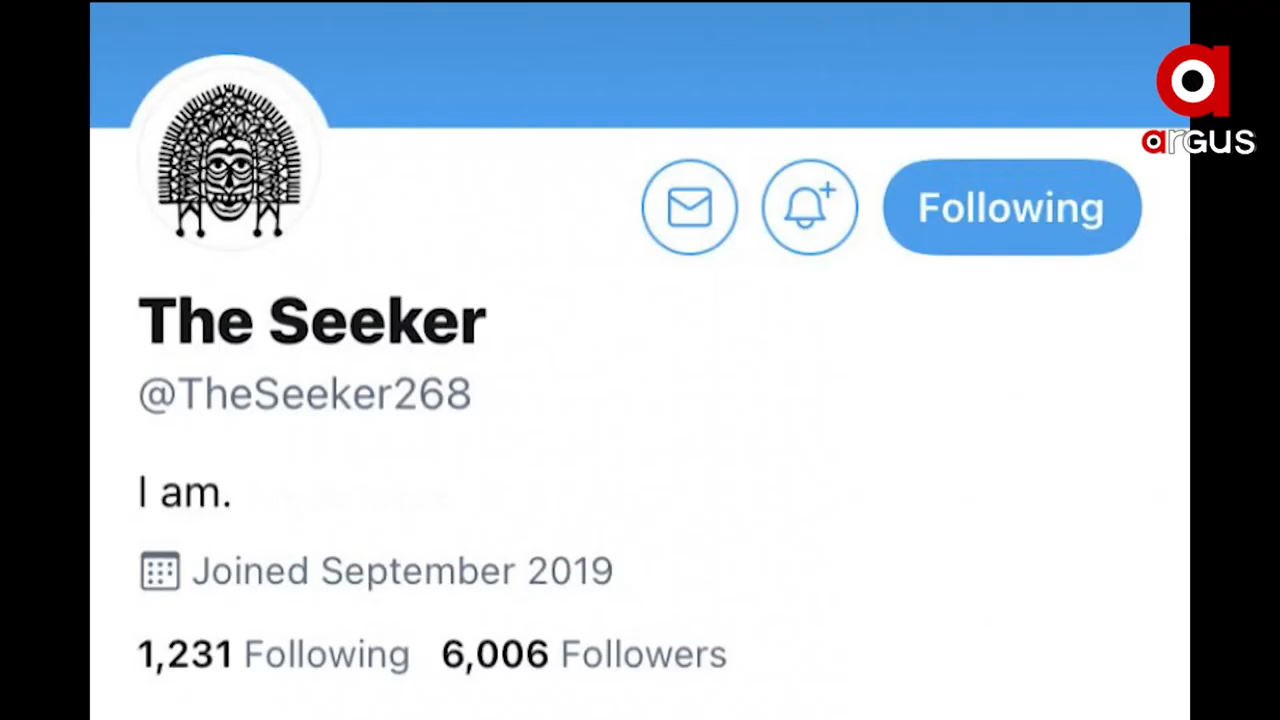 argus
Following
The Seeker
@TheSeeker268
I am.
Joined September 2019
1,231 Following 6,006 Followers